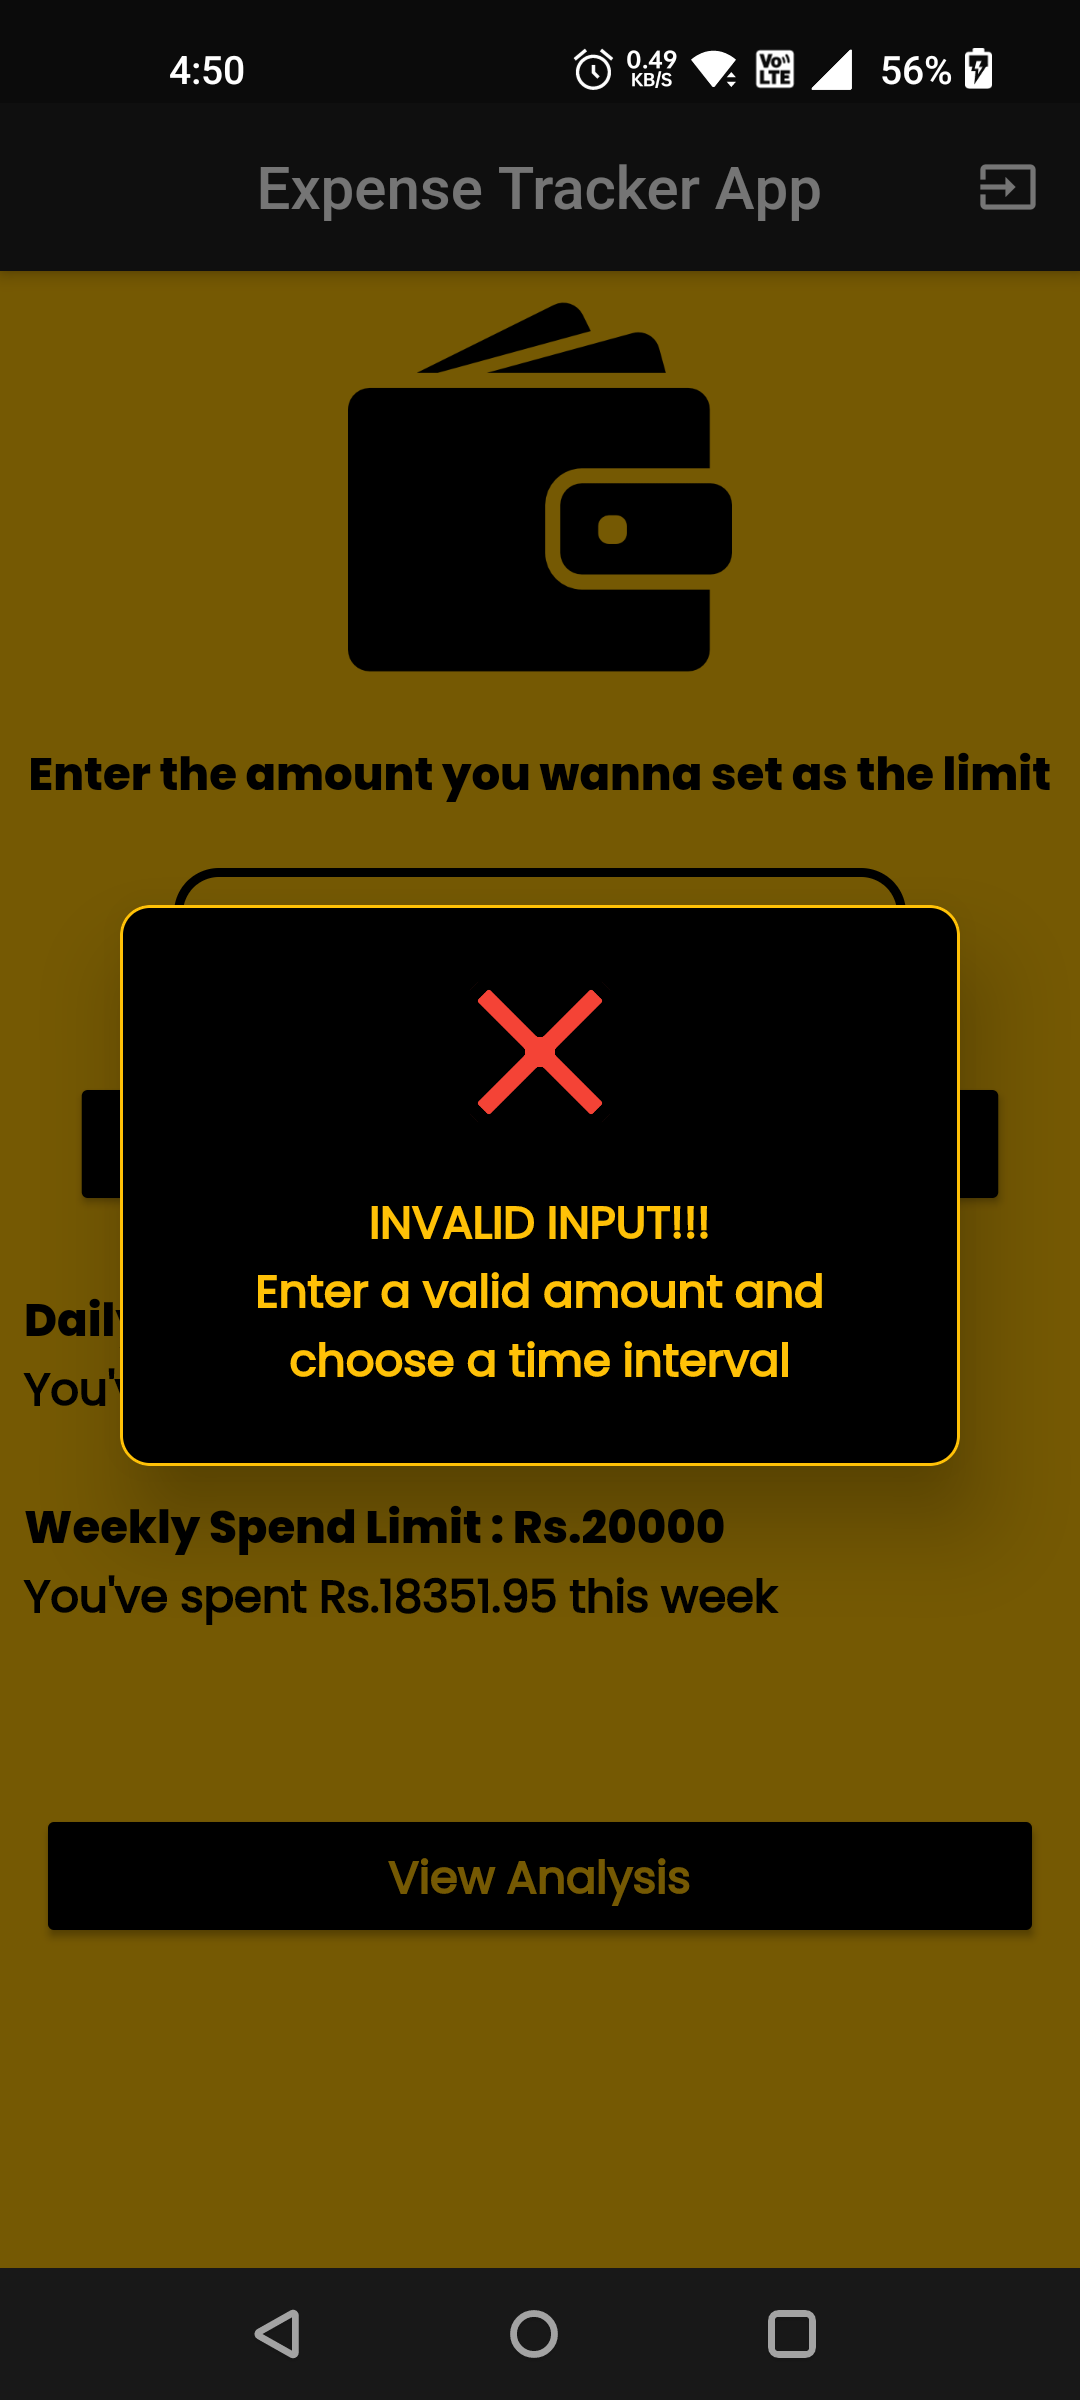 4:50
0.49
KB/S
Vo))
LTE
56%
Expense Tracker App
Enter the amount you wanna set as the limit
INVALID INPUT!!!
Enter a valid amount and
choose a time interval
Weekly Spend Limit : Rs.20000
You've spent Rs.18351.95 this week
View Analysis